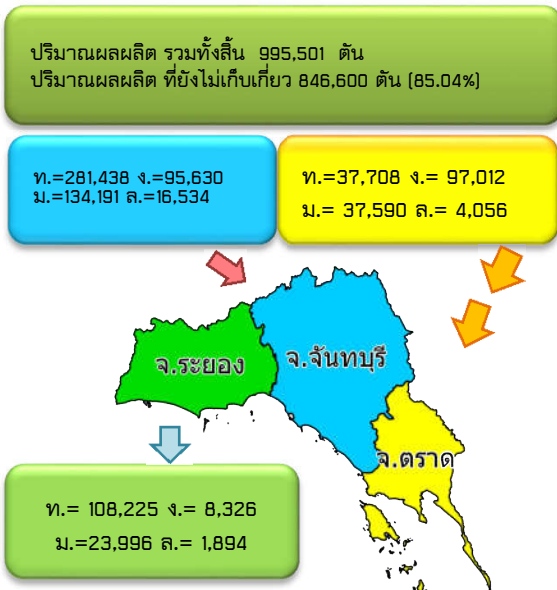 ปริมาณผลผลิต รวมทั้งสิ้น 995,501 ตัน
ปริมาณผลผลิต ที่ยังไม่เก็บเกี่ยว 846,600 ตัน (85.04%)
ท.=281,438 ง.=95,630
ม.=134,191 ล.=16,534
ท.=37,708 ง.= 97,012
ม.= 37,590 ล.= 4,056
จ.ระยอง
จ.จันทบุรี
จ.ตราด
ท.= 108,225 ง.= 8,326
ม.=23,996 ล.= 1,894